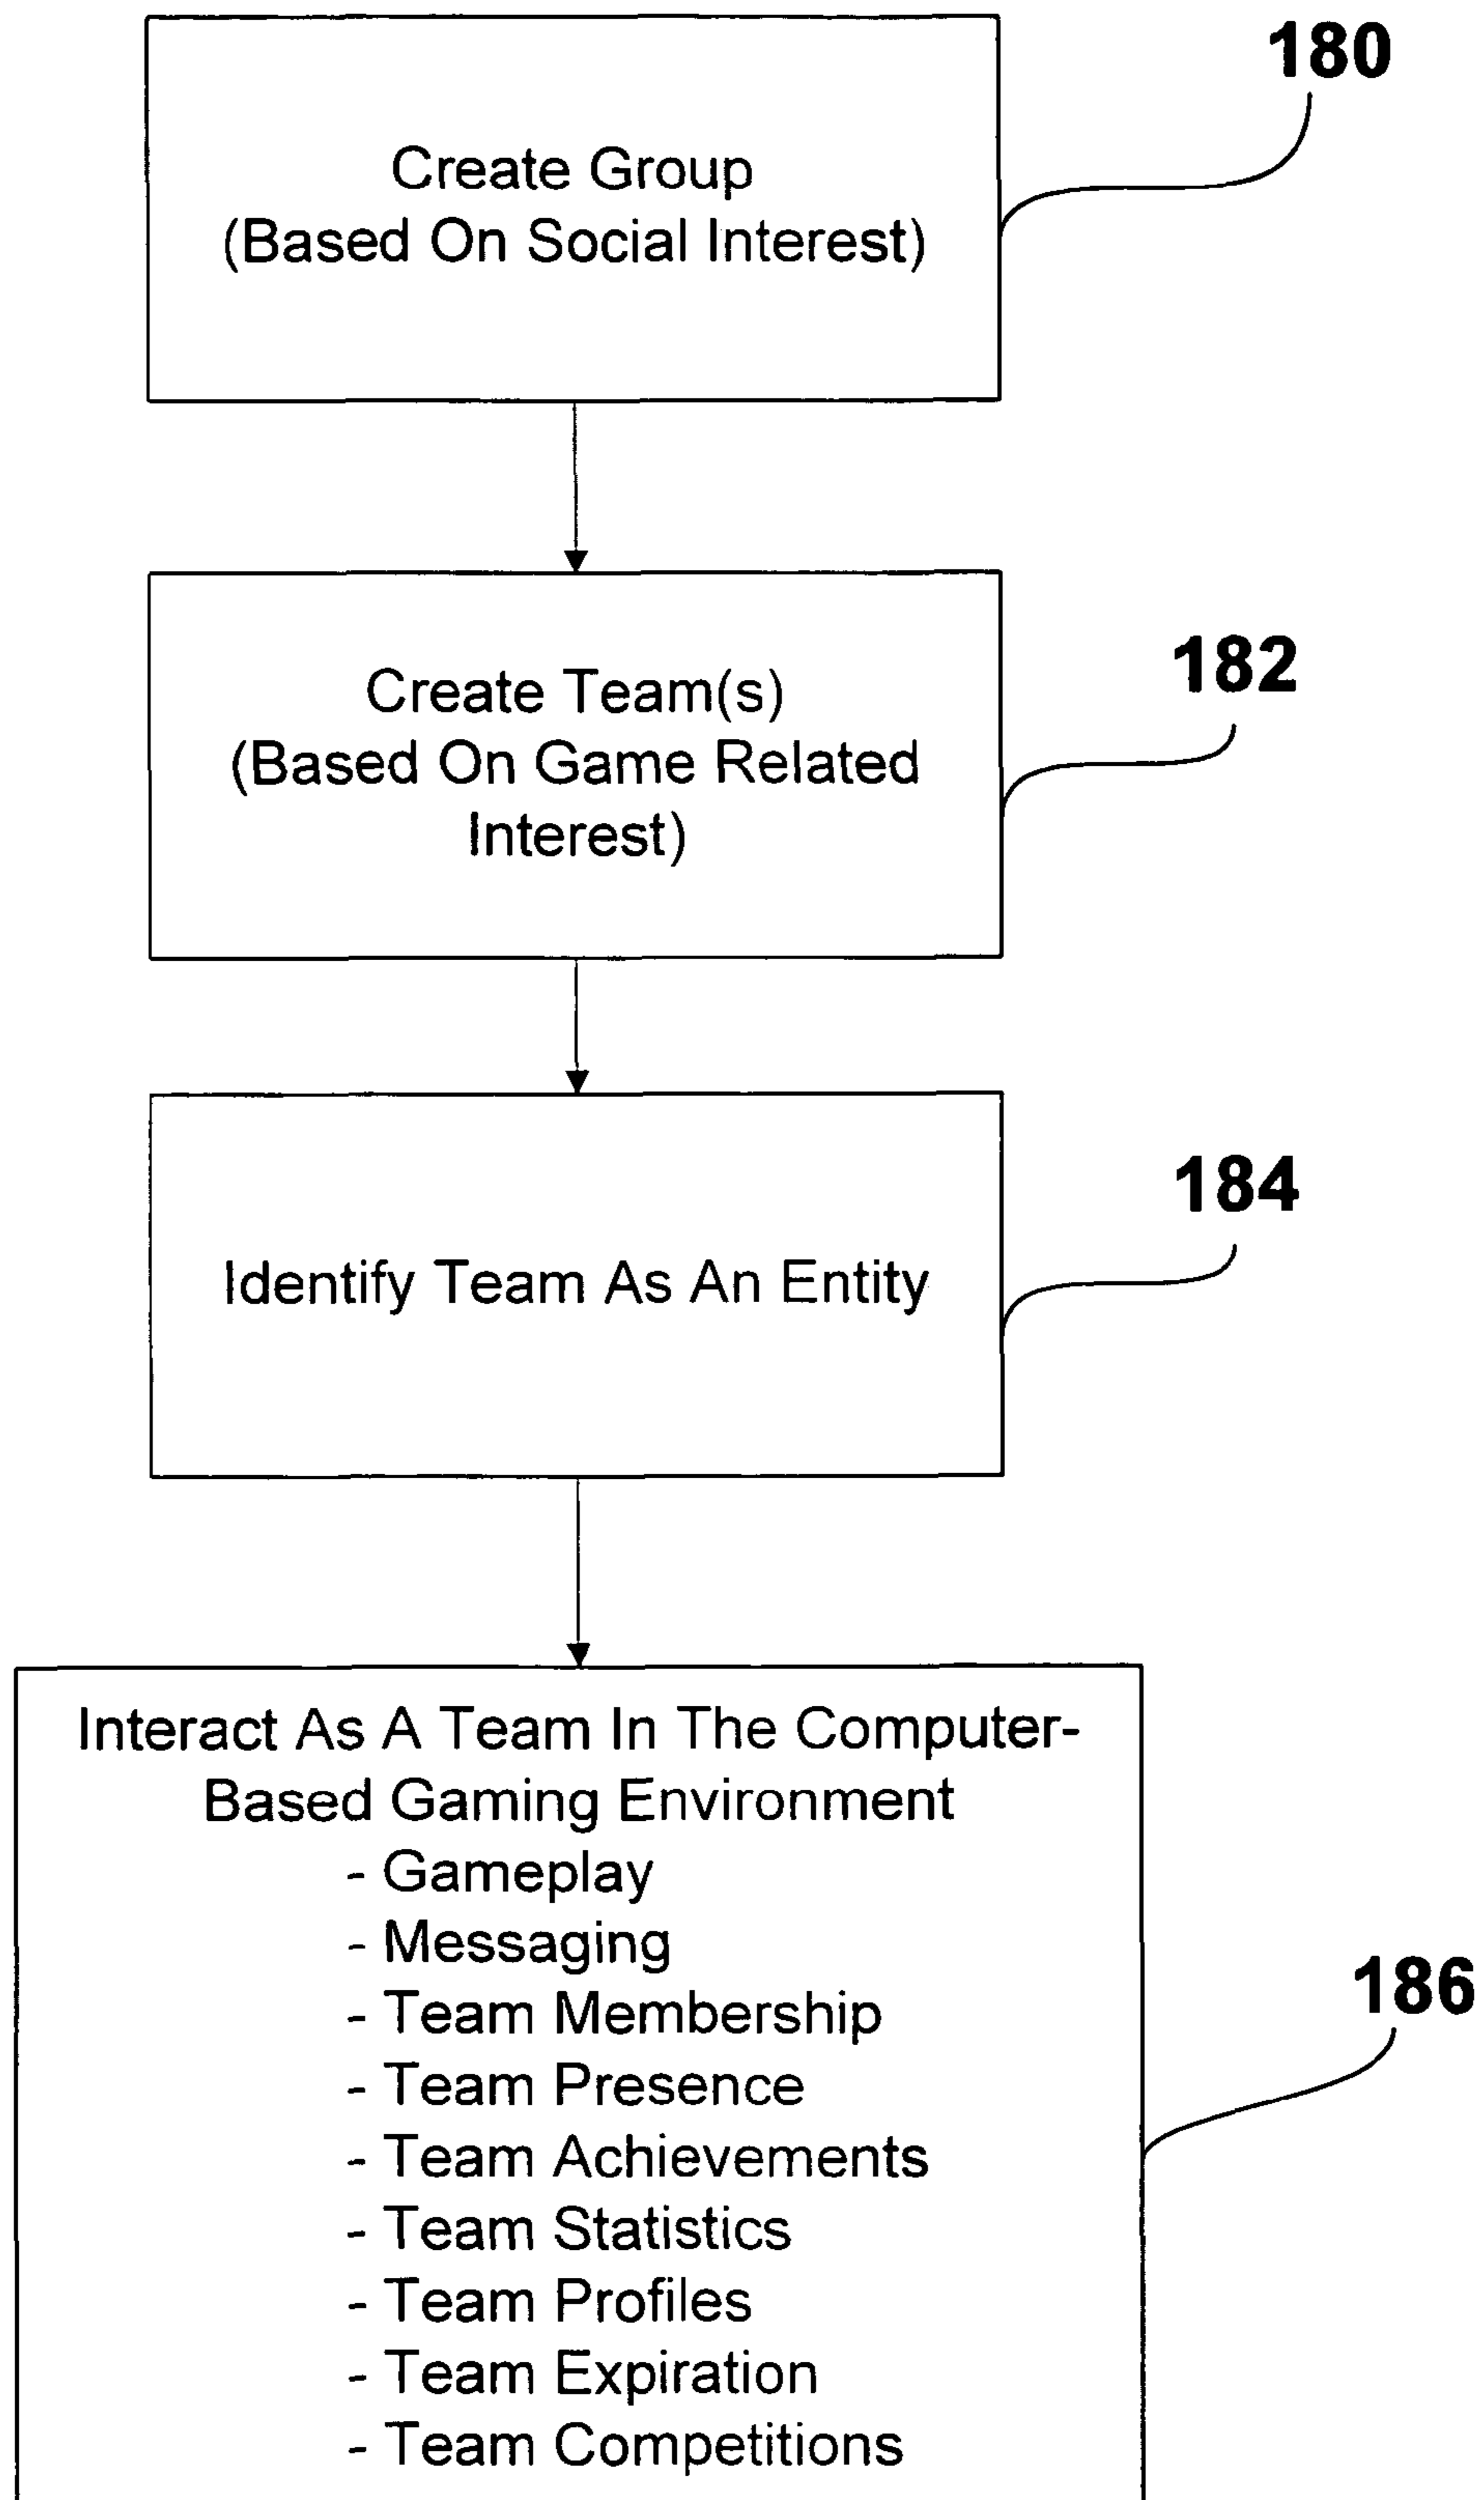 180
Create Group
(Based On Social Interest)
182
Create Team(s)
(Based On Game Related
Interest)
184
Identify Team As An Entity
Interact As A Team In The Computer-
Based Gaming Environment
- Gameplay
- Messaging
- Team Membership
- Team Presence
- Team Achievements
- Team Statistics
- Team Profiles
- Team Expiration
- Team Competitions
186